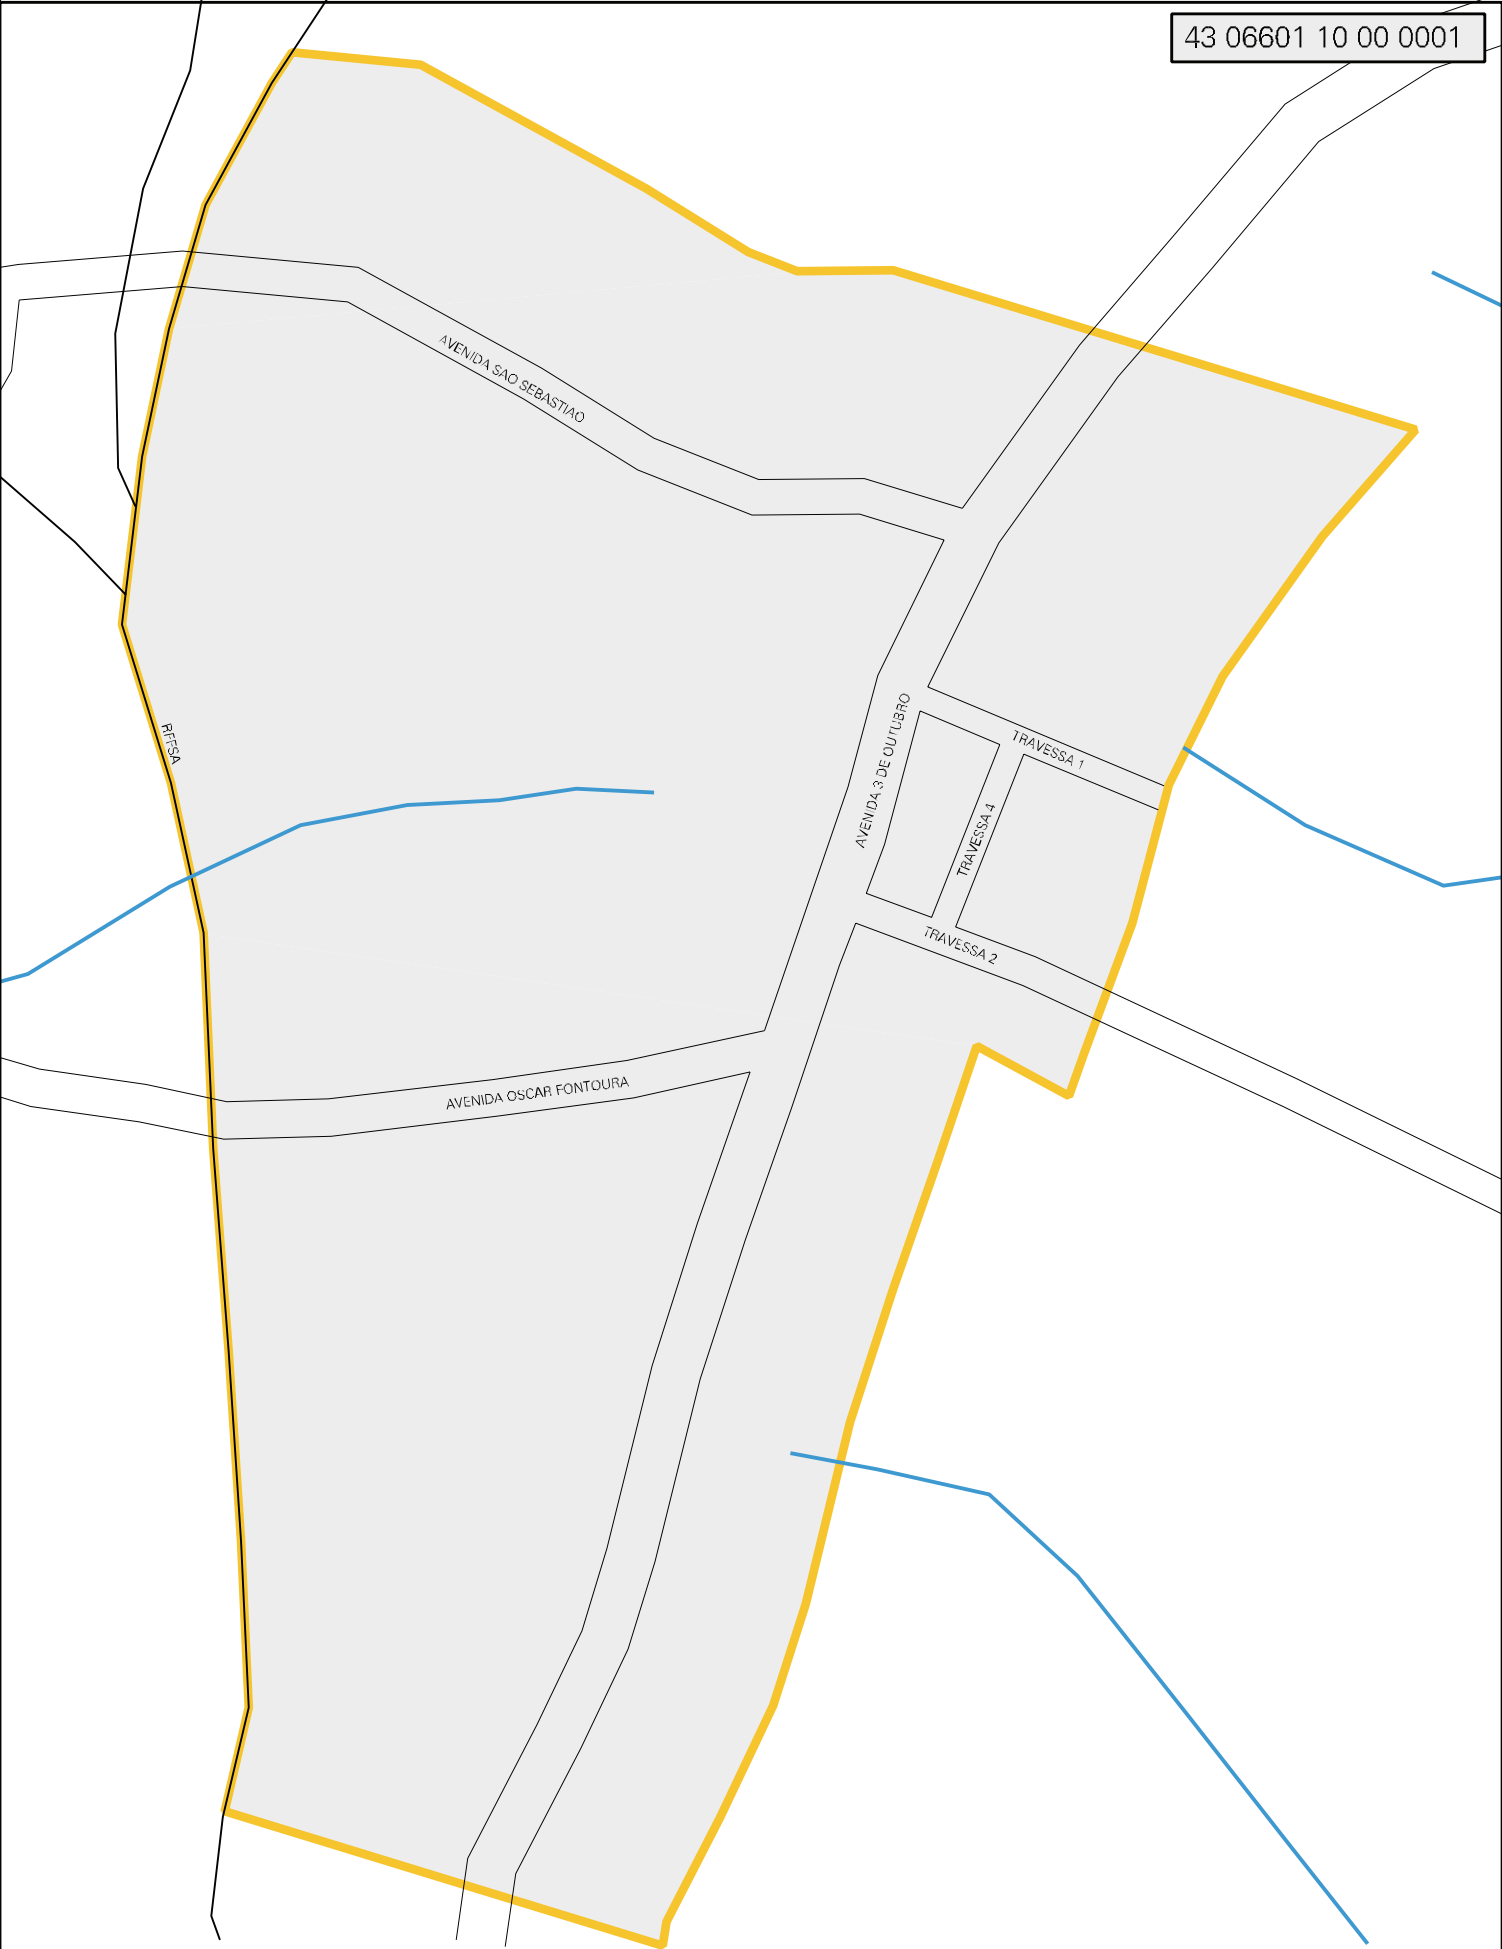 43 06601 10 00 0001
AVENIDA SAO SEBASTIAO
AVENIDA 3 DE OUTUBRO
TRAVESSA 1
RFFSA
TRAVESSA 4
TRAVESSA 2
AVENIDA OSCAR FONTOURA